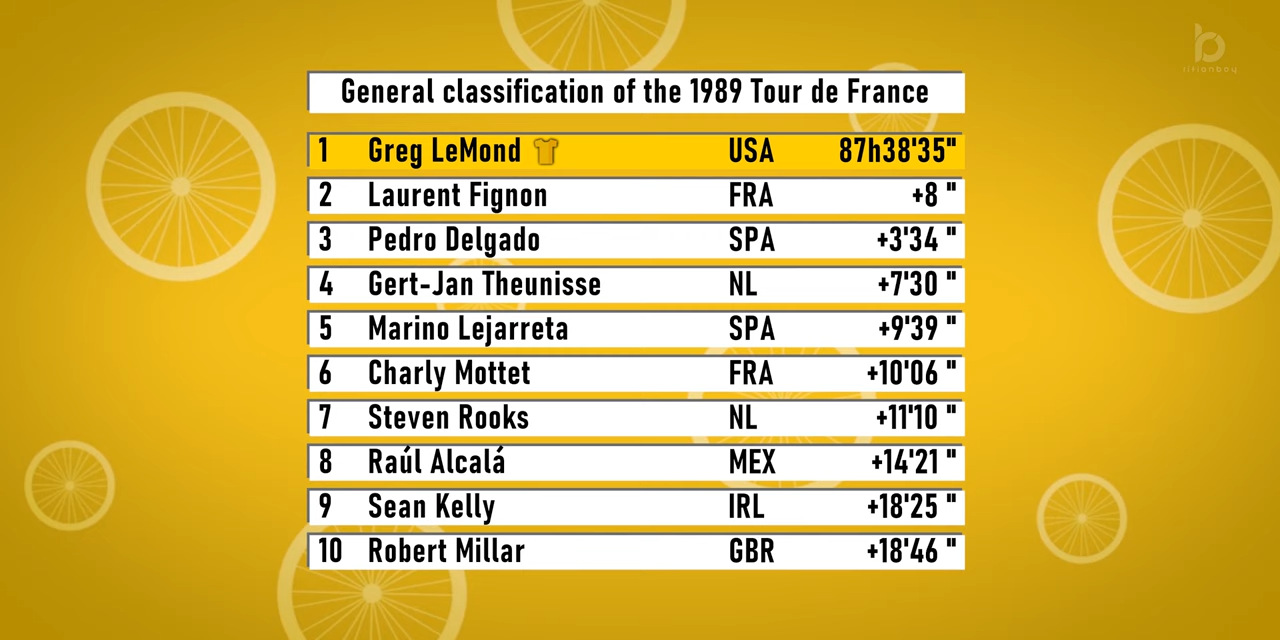 ritionboy
General classification of the 1989 Tour de France
1 Greg LeMond USA 87h38'35"
2 Laurent Fignon FRA +8 "
3 Pedro Delgado SPA +3'34 "
4 Gert-Jan Theunisse NL +7'30 "
5 Marino Lejarreta SPA +9'39 "
6 Charly Mottet FRA +10'06 "
7 Steven Rooks NL +11'10 "
8 Raúl Alcalá MEX +14'21 "
9 Sean Kelly IRL +18'25 "
10 Robert Millar GBR +18'46 "